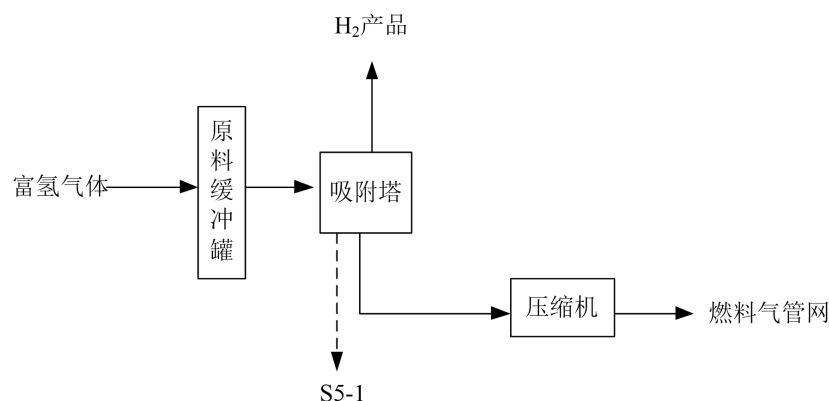 H₂产品
富氢气体
原料缓冲罐
吸附塔
压缩机
燃料气管网
S5-1